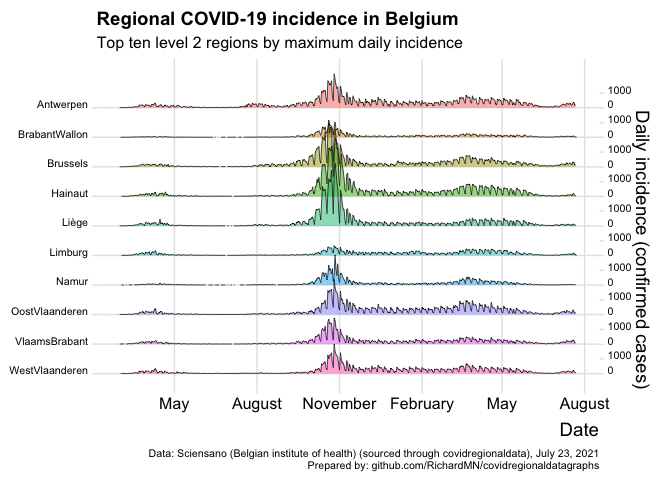 Regional COVID-19 incidence in Belgium
Top ten level 2 regions by maximum daily incidence
Antwerpen
1000
0
BrabantWallon
1000
0
Brussels
1000
0
Hainaut
1000
0
Liège
1000
0
Limburg
1000
0
Namur
1000
0
OostVlaanderen
1000
0
VlaamsBrabant
1000
0
WestVlaanderen
1000
0
Daily incidence (confirmed cases)
May August November February May August
Date
Data: Sciensano (Belgian institute of health) (sourced through covidregionaldata), July 23, 2021
Prepared by: github.com/RichardMN/covidregionaldatagraphs